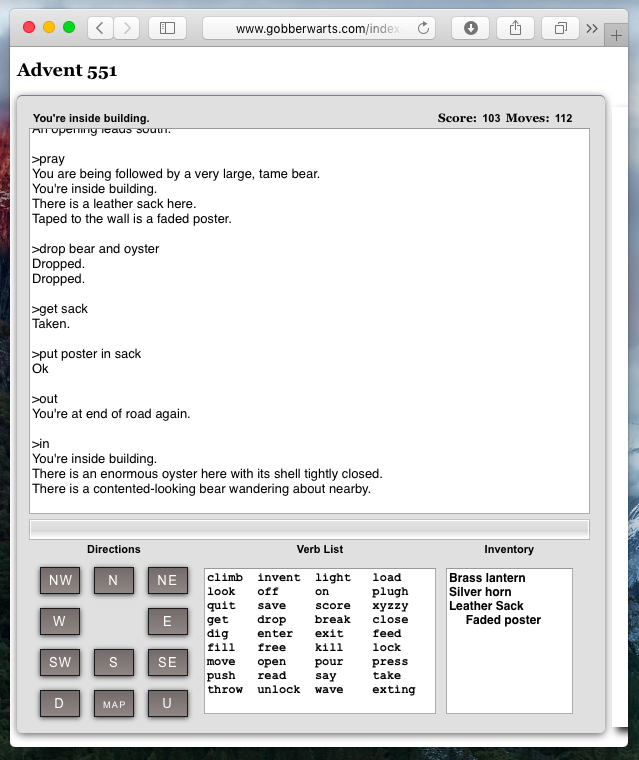 www.gobberwarts.com/index
Advent 551
You're inside building.
Score: 103 Moves: 112
An opening leads south.
>pray
You are being followed by a very large, tame bear.
You're inside building.
There is a leather sack here.
Taped to the wall is a faded poster.
>drop bear and oyster
Dropped.
Dropped.
>get sack
Taken.
>put poster in sack
Ok
>out
You're at end of road again.
>in
You're inside building.
There is an enormous oyster here with its shell tightly closed.
There is a contented-looking bear wandering about nearby.
Directions
NW N NE
W E
SW S SE
D MAP U
Verb List
climb invent light load
look off on plugh
quit save score xyzzy
get drop break close
dig enter exit feed
fill free kill lock
move open pour press
push read say take
throw unlock wave exting
Inventory
Brass lantern
Silver horn
Leather Sack
Faded poster